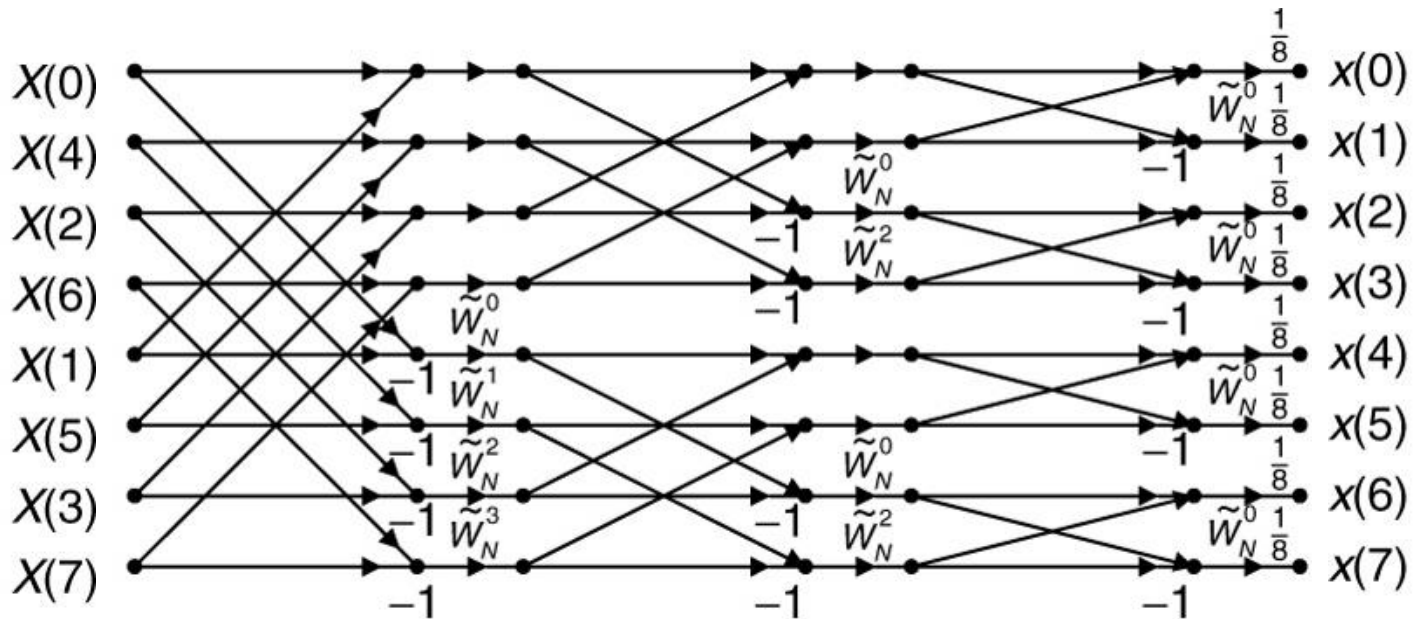 1/8
X(0) x(0)
W̃_N^0 1/8
X(4) x(1)
W̃_N^0 −1 1/8
X(2) x(2)
−1 W̃_N^2 W̃_N^0 1/8
X(6) x(3)
W̃_N^0 −1 −1 1/8
X(1) x(4)
−1 W̃_N^1 W̃_N^0 1/8
X(5) x(5)
−1 W̃_N^2 W̃_N^0 −1 1/8
X(3) x(6)
−1 W̃_N^3 −1 W̃_N^2 W̃_N^0 1/8
X(7) x(7)
−1 −1 −1